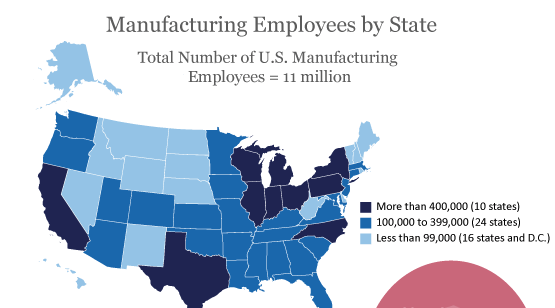 Manufacturing Employees by State
Total Number of U.S. Manufacturing
Employees = 11 million
More than 400,000 (10 states)
100,000 to 399,000 (24 states)
Less than 99,000 (16 states and D.C.)